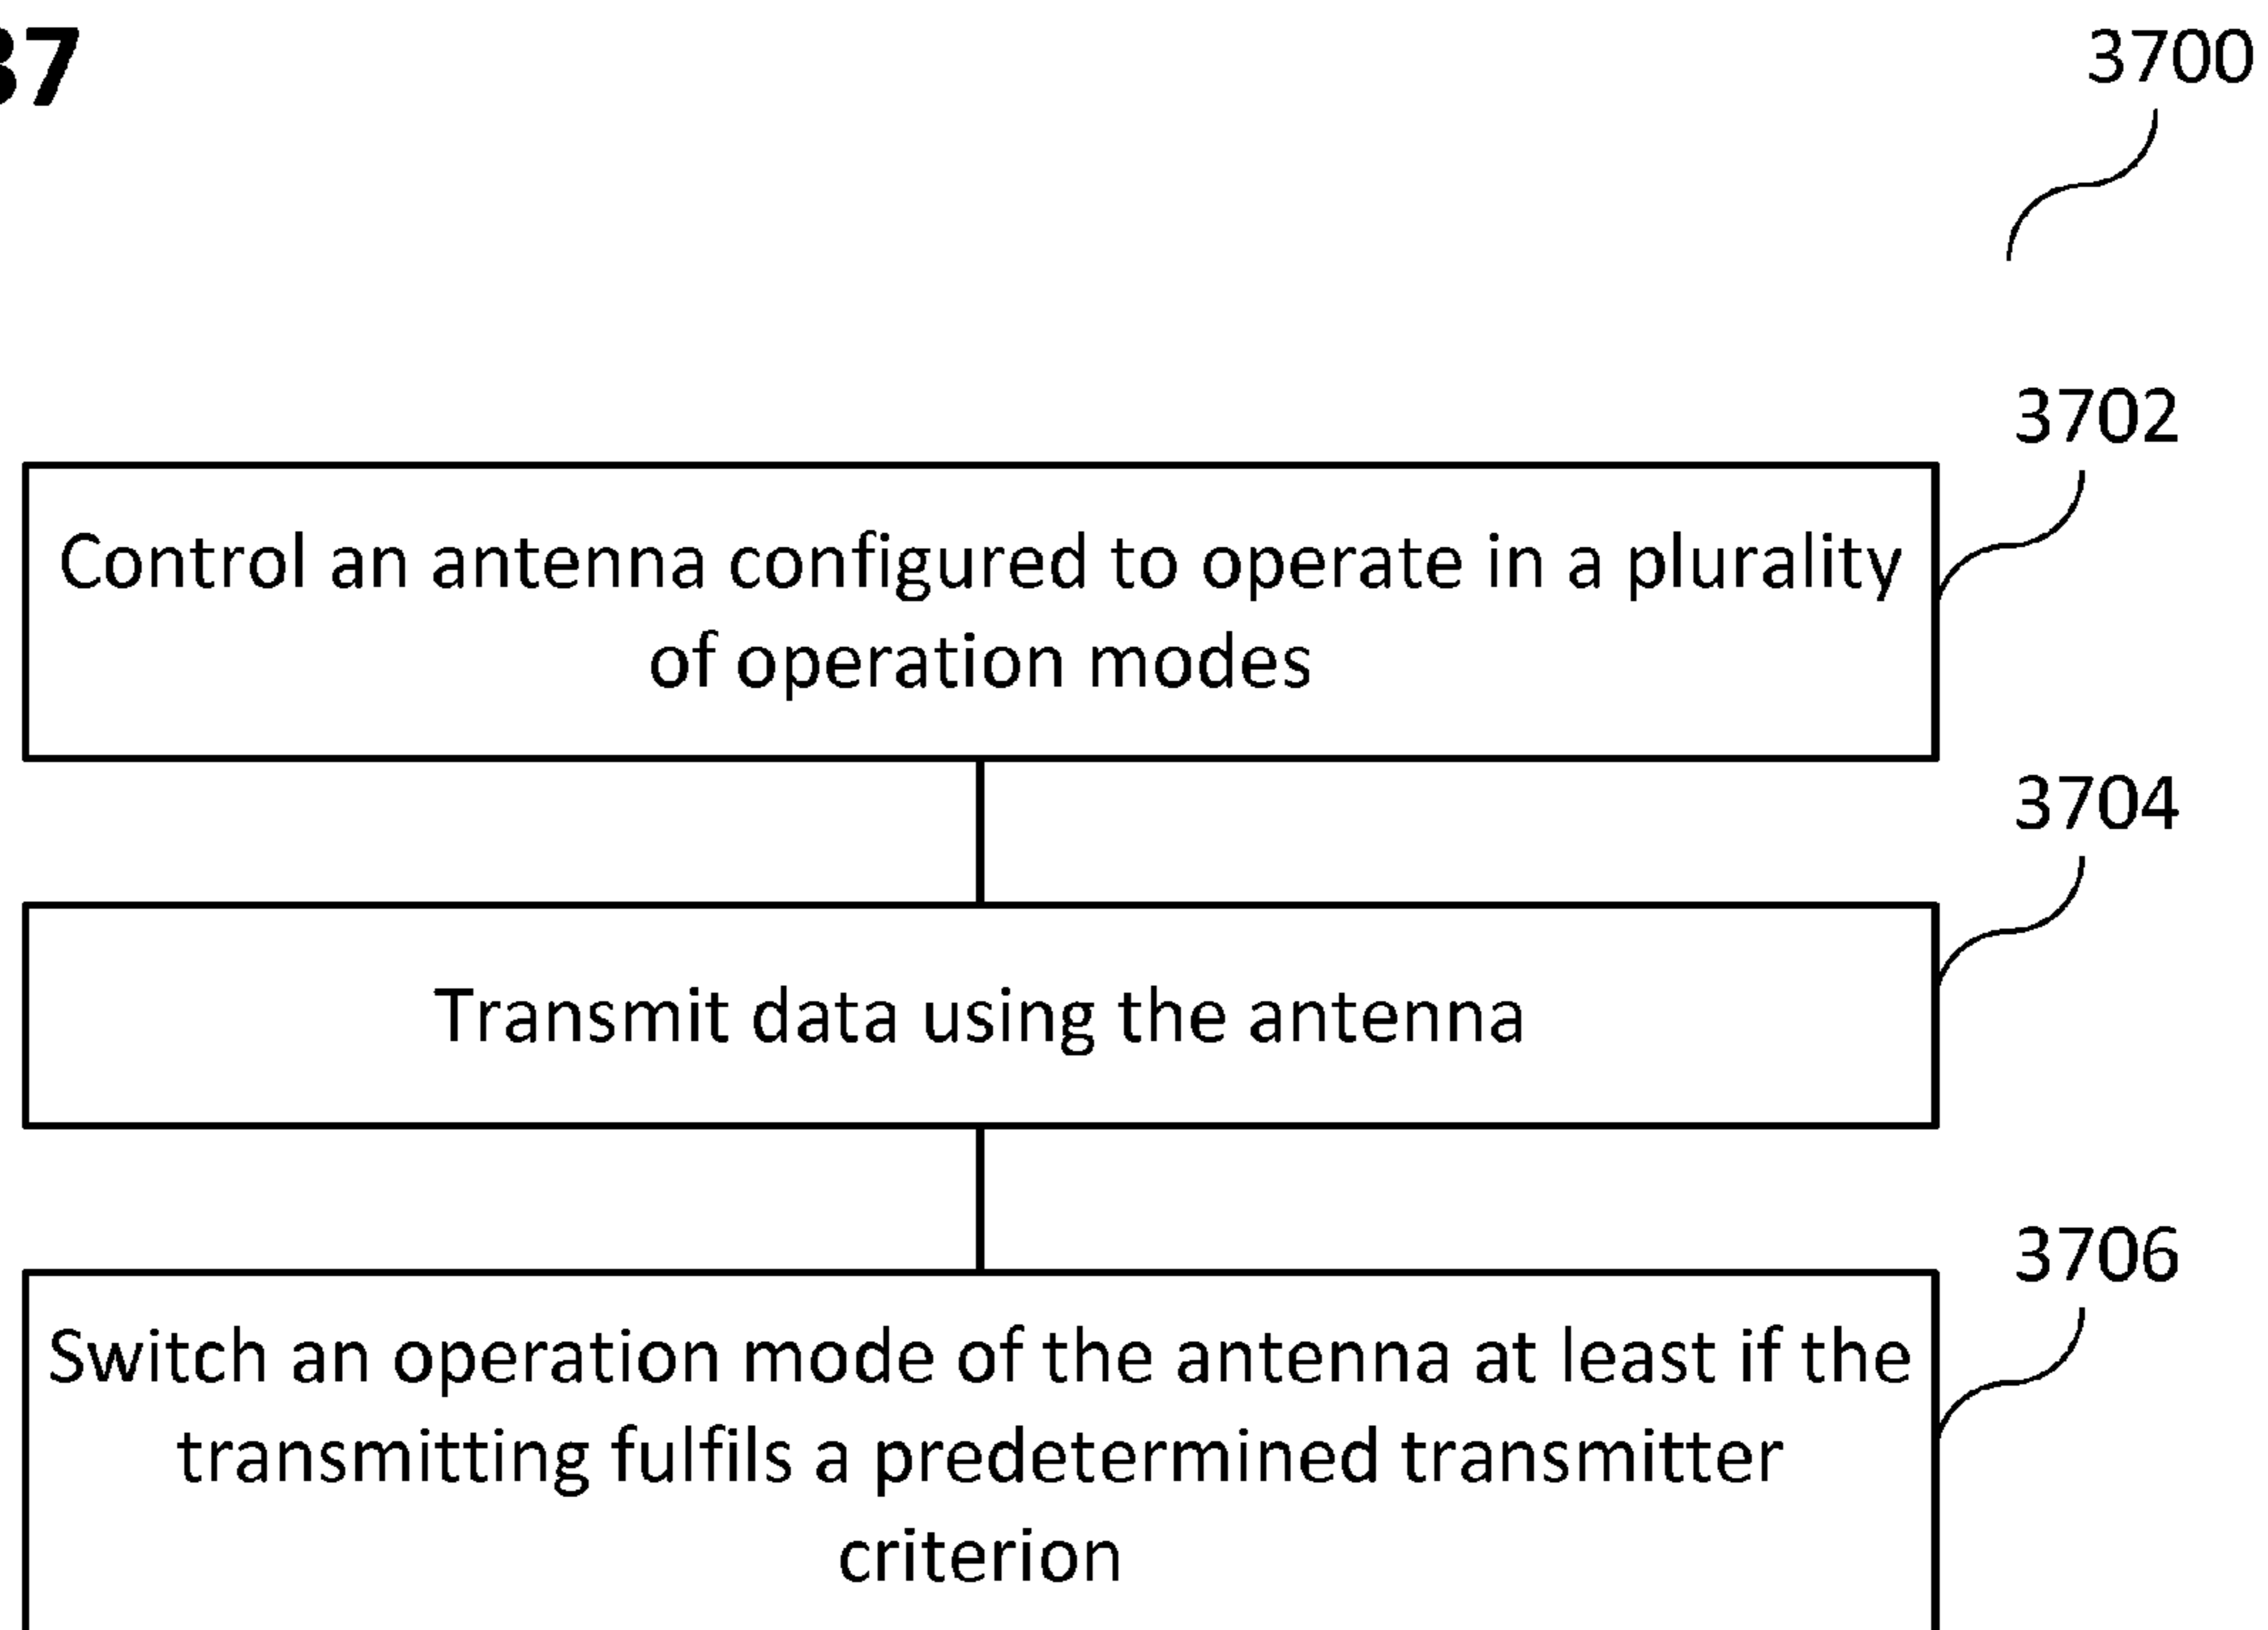 37
3700
3702
Control an antenna configured to operate in a plurality
of operation modes
3704
Transmit data using the antenna
3706
Switch an operation mode of the antenna at least if the
transmitting fulfils a predetermined transmitter
criterion